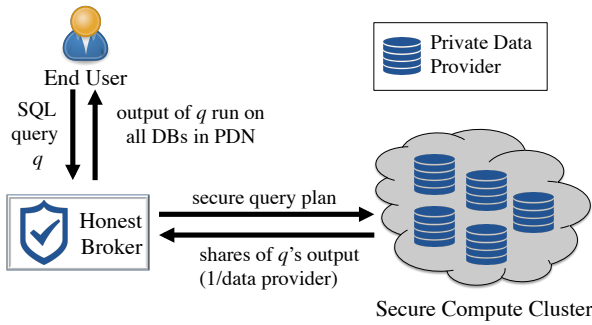 End User
SQL
query
q
output of q run on
all DBs in PDN
Private Data
Provider
Honest
Broker
secure query plan
shares of q's output
(1/data provider)
Secure Compute Cluster